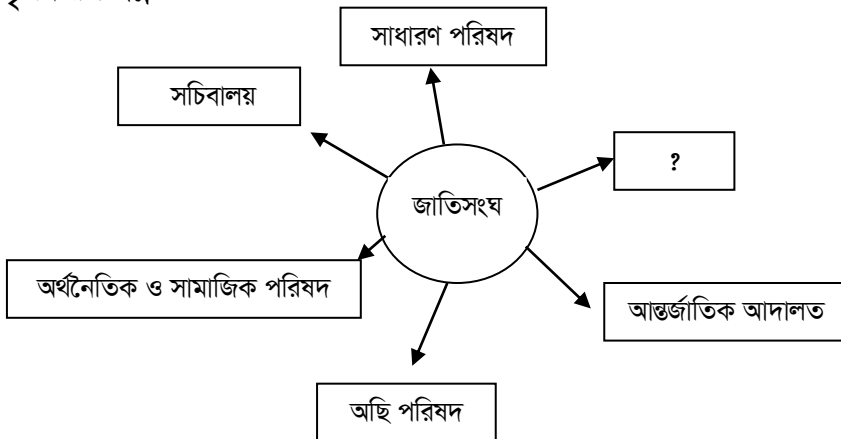 সাধারণ পরিষদ
সচিবালয়
?
জাতিসংঘ
অর্থনৈতিক ও সামাজিক পরিষদ
আন্তর্জাতিক আদালত
অছি পরিষদ